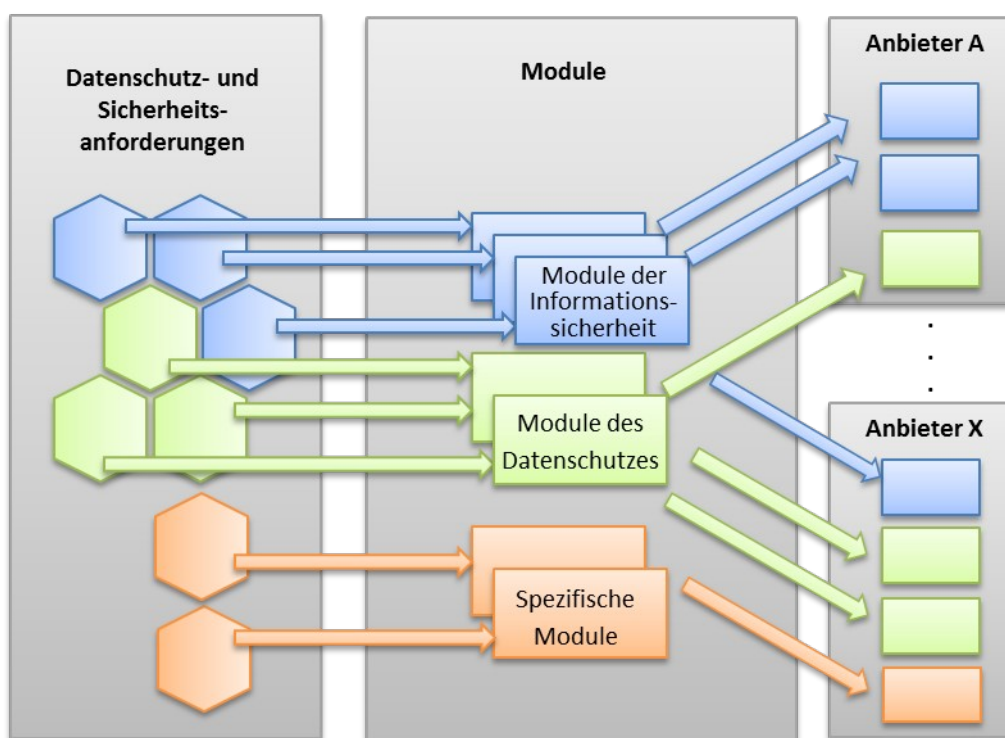 Datenschutz- und
Sicherheits-
anforderungen
Module
Anbieter A
Module der
Informations-
sicherheit
Module des
Datenschutzes
Spezifische
Module
.
.
.
Anbieter X